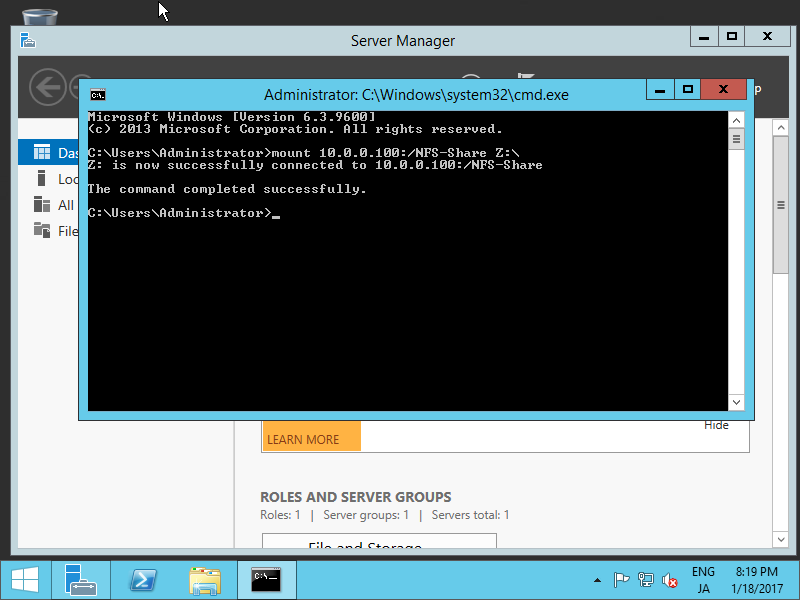 Server Manager
Administrator: C:\Windows\system32\cmd.exe
Microsoft Windows [Version 6.3.9600]
(c) 2013 Microsoft Corporation. All rights reserved.
C:\Users\Administrator>mount 10.0.0.100:/NFS-Share Z:\
Z: is now successfully connected to 10.0.0.100:/NFS-Share
The command completed successfully.
C:\Users\Administrator>_
Das
Loc
All
File
Hide
LEARN MORE
ROLES AND SERVER GROUPS
Roles: 1 | Server groups: 1 | Servers total: 1
File and Storage
ENG
JA
8:19 PM
1/18/2017